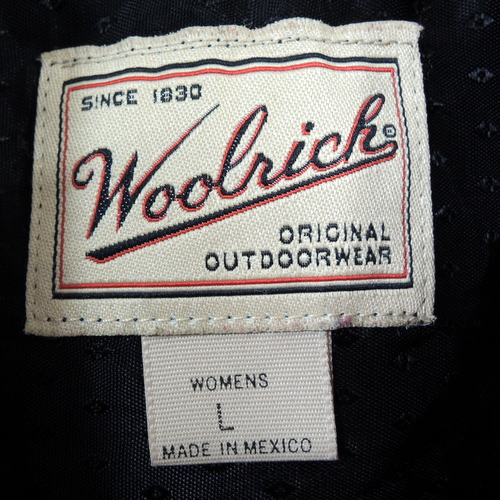 SINCE 1830
Woolrich®
ORIGINAL
OUTDOORWEAR
WOMENS
L
MADE IN MEXICO